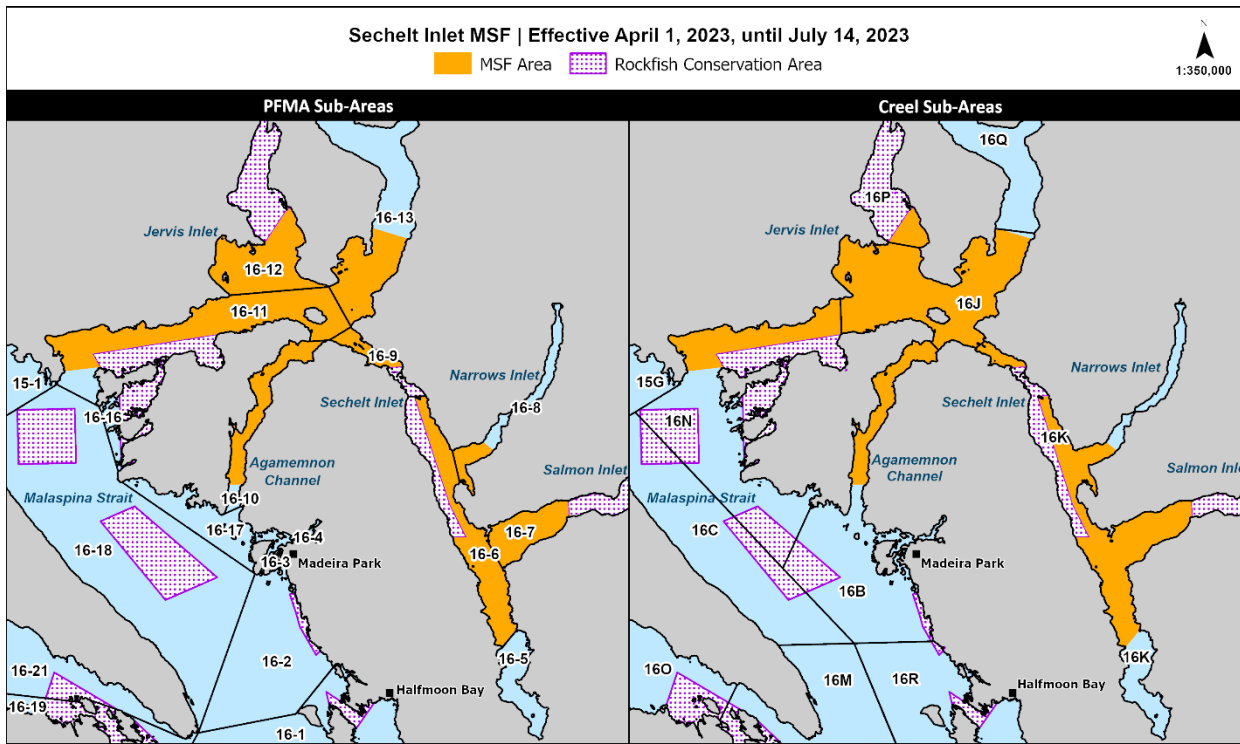 Sechelt Inlet MSF | Effective April 1, 2023, until July 14, 2023
MSF Area
Rockfish Conservation Area
N
1:350,000
PFMA Sub-Areas
16-13
Jervis Inlet
16-12
16-11
16-9
15-1
Narrows Inlet
Sechelt Inlet
16-8
16-16
Agamemnon
Channel
Salmon Inlet
Malaspina Strait
16-10
16-17
16-7
16-4
16-18
16-6
16-3
Madeira Park
16-2
16-5
16-21
Halfmoon Bay
16-19
16-1
Creel Sub-Areas
16Q
16P
Jervis Inlet
16J
15G
Narrows Inlet
Sechelt Inlet
16N
16K
Agamemnon
Channel
Salmon Inlet
Malaspina Strait
16C
Madeira Park
16B
16K
16O
16M
16R
Halfmoon Bay